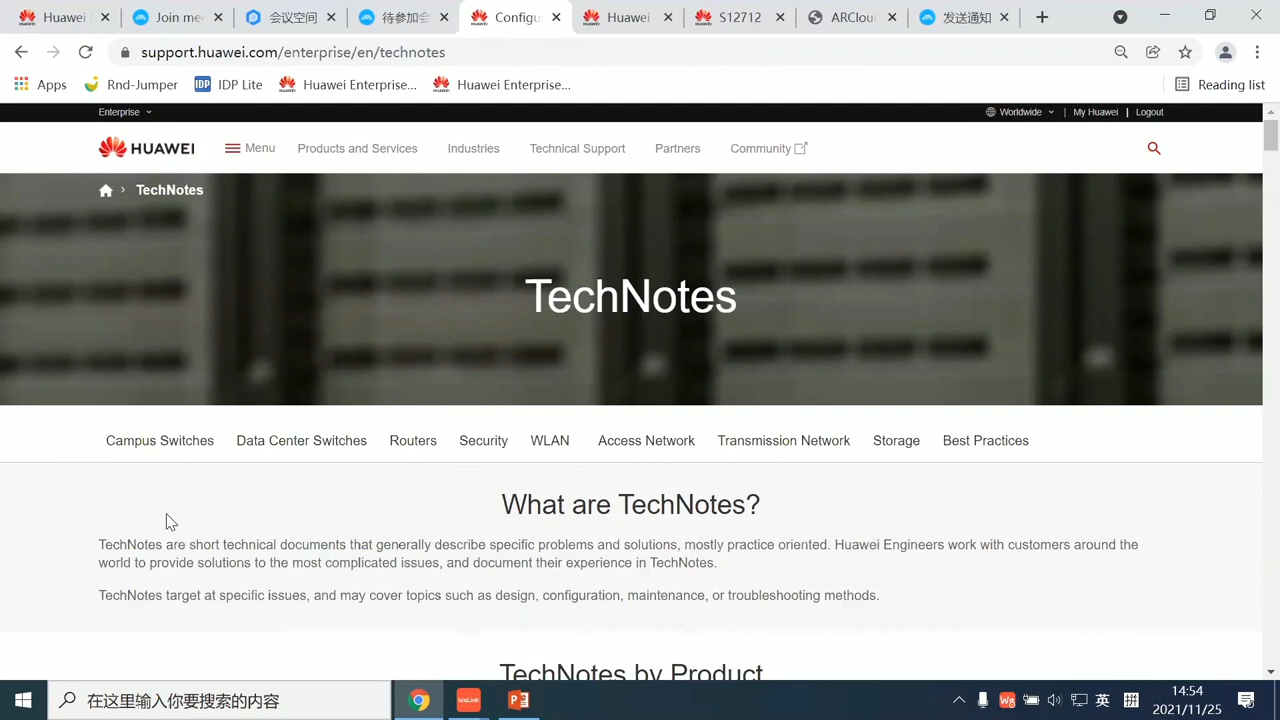 Huawei
Join me
会议空间
待参加会
Configu
Huawei
S12712
ARClou
发送通知
support.huawei.com/enterprise/en/technotes
Apps
Rnd-Jumper
IDP
IDP Lite
Huawei Enterprise...
Huawei Enterprise...
Reading list
Enterprise
Worldwide
My Huawei
Logout
HUAWEI
Menu
Products and Services
Industries
Technical Support
Partners
Community
TechNotes
TechNotes
Campus Switches
Data Center Switches
Routers
Security
WLAN
Access Network
Transmission Network
Storage
Best Practices
What are TechNotes?
TechNotes are short technical documents that generally describe specific problems and solutions, mostly practice oriented. Huawei Engineers work with customers around the
world to provide solutions to the most complicated issues, and document their experience in TechNotes.
TechNotes target at specific issues, and may cover topics such as design, configuration, maintenance, or troubleshooting methods.
TechNotes by Product
在这里输入你要搜索的内容
WeLink
英
拼
14:54
2021/11/25